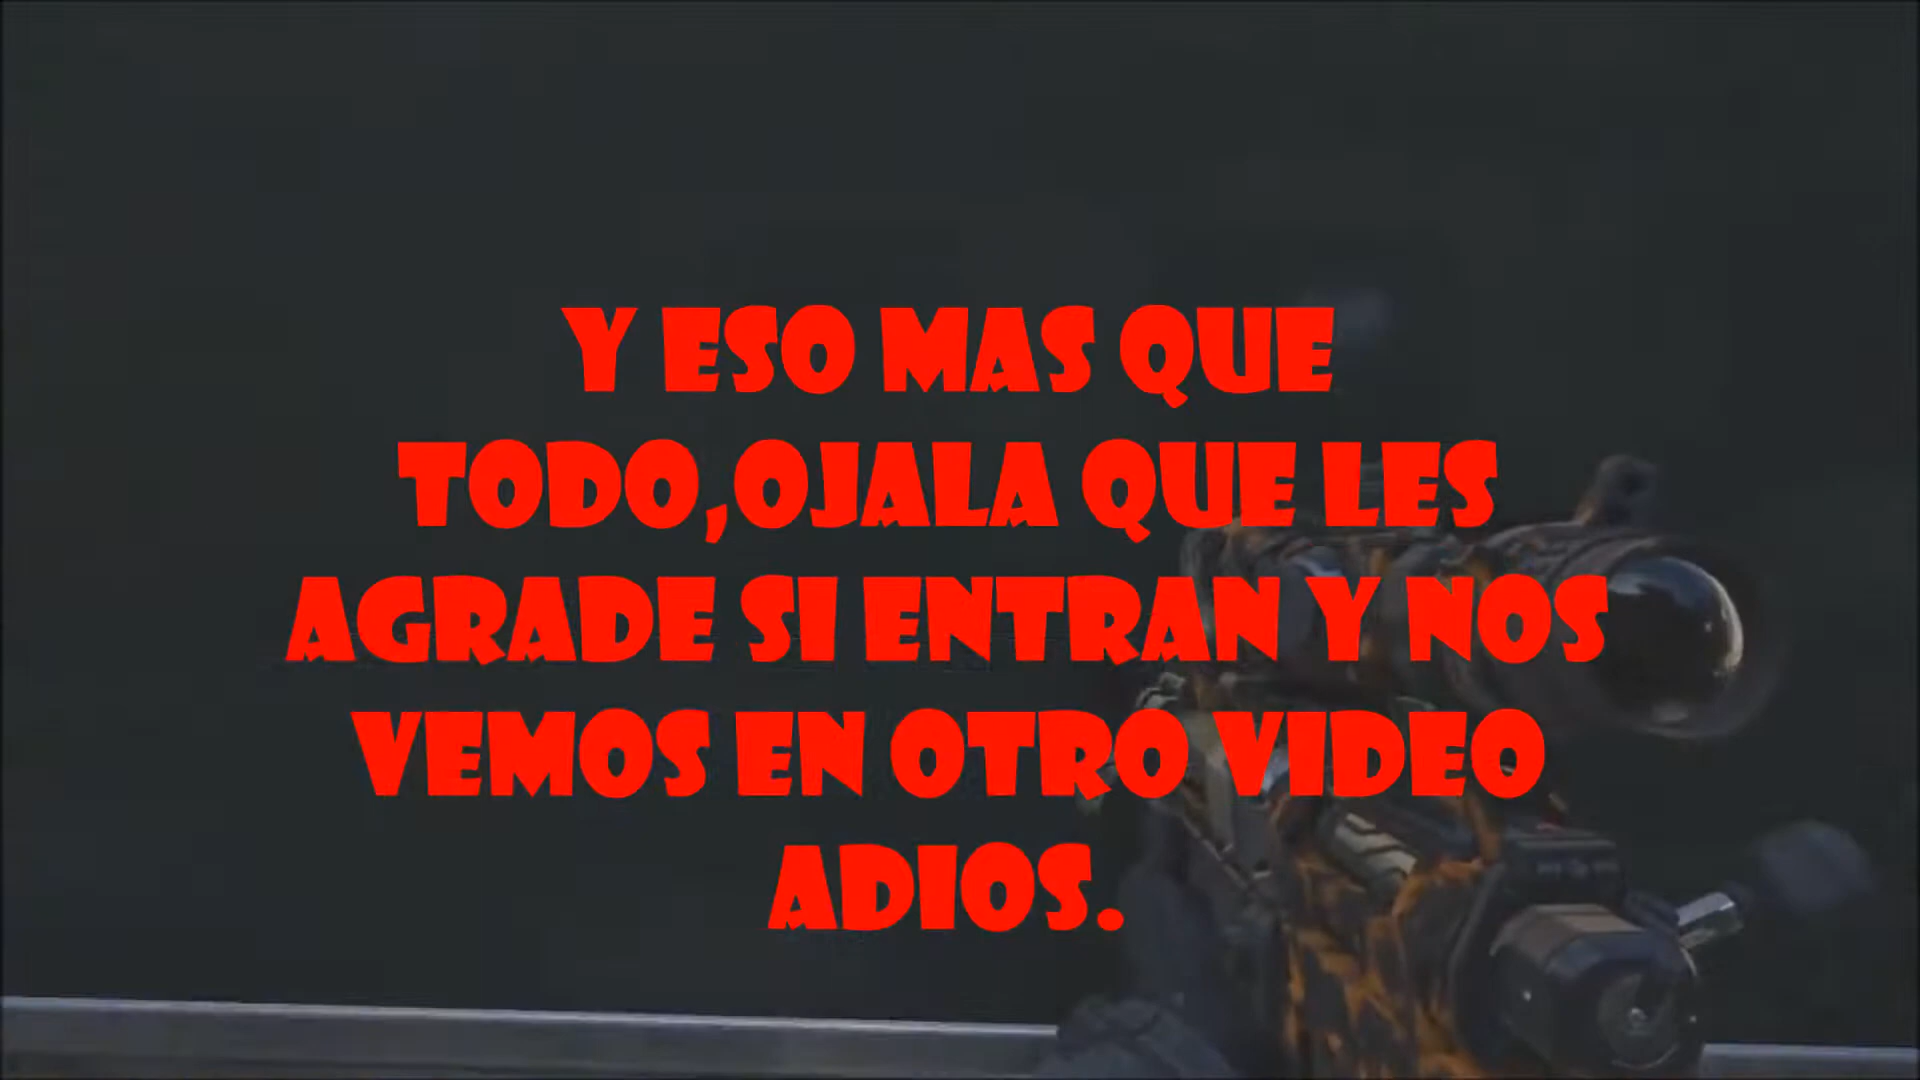 Y ESO MAS QUE
TODO,OJALA QUE LES
AGRADE SI ENTRAN Y NOS
VEMOS EN OTRO VIDEO
ADIOS.